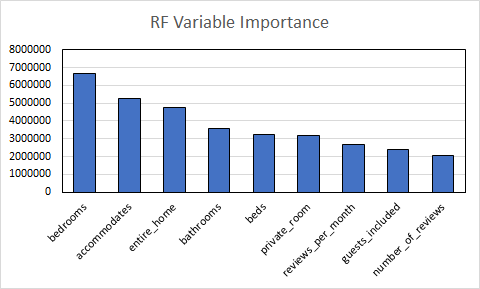 RF Variable Importance
8000000
7000000
6000000
5000000
4000000
3000000
2000000
1000000
0
bedrooms
accommodates
entire_home
bathrooms
beds
private_room
reviews_per_month
guests_included
number_of_reviews